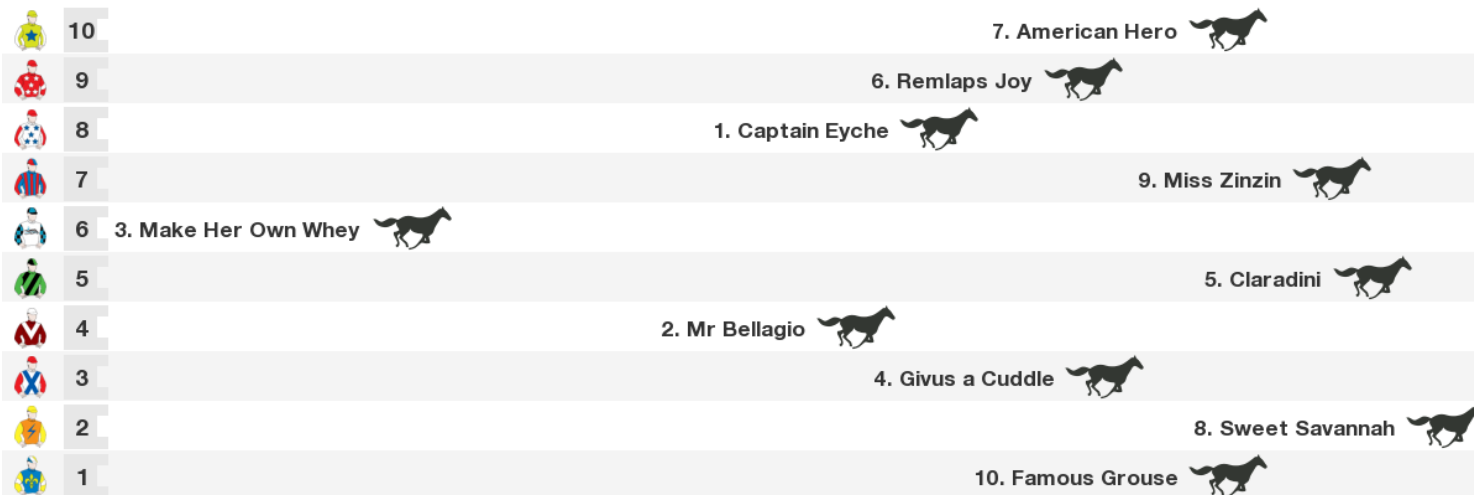 10 7. American Hero
9 6. Remlaps Joy
8 1. Captain Eyche
7 9. Miss Zinzin
6 3. Make Her Own Whey
5 5. Claradini
4 2. Mr Bellagio
3 4. Givus a Cuddle
2 8. Sweet Savannah
1 10. Famous Grouse